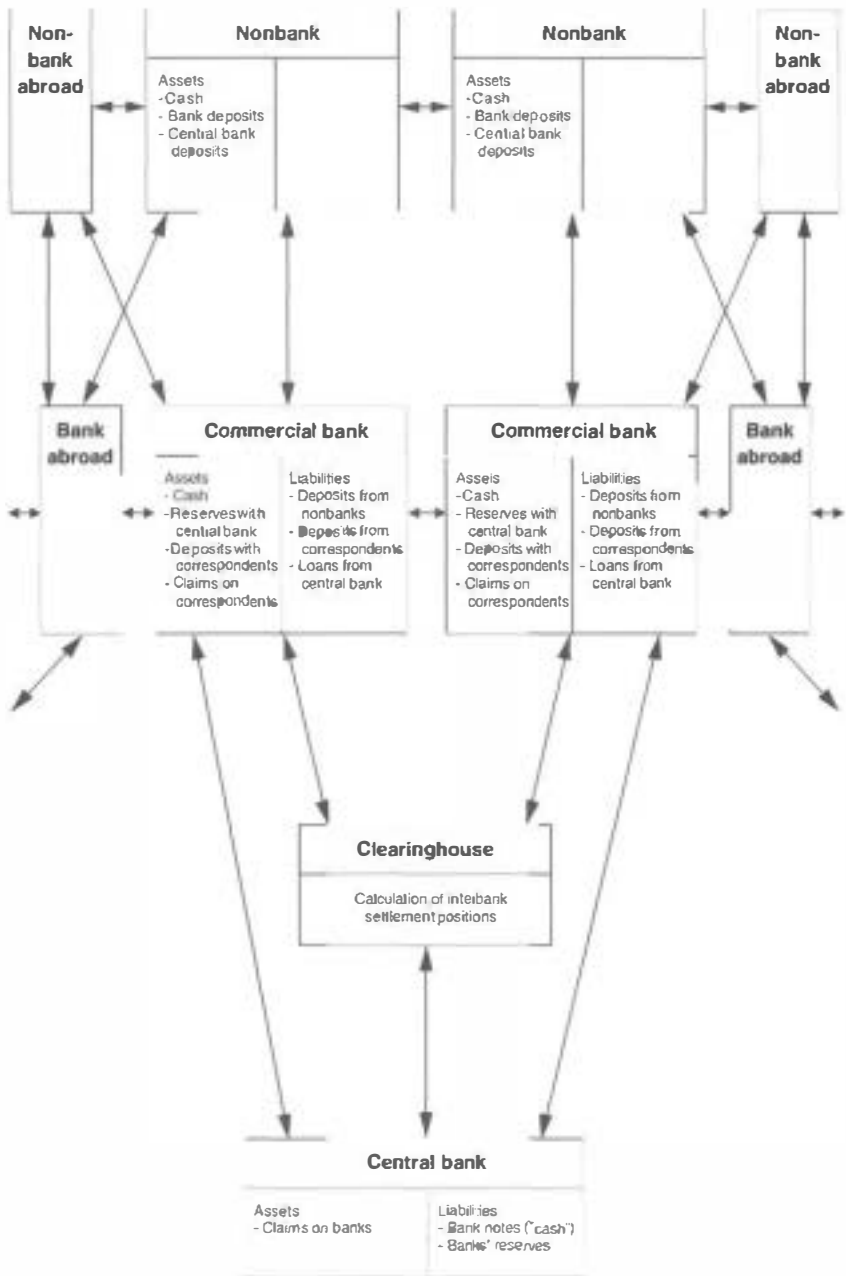 Non-
bank
abroad
Nonbank
Assets
- Cash
- Bank deposits
- Central bank
deposits
Nonbank
Assets
- Cash
- Bank deposits
- Central bank
deposits
Non-
bank
abroad
Bank
abroad
Commercial bank
Assets
- Cash
- Reserves with
central bank
- Deposits with
correspondents
- Claims on
correspondents
Liabilities
- Deposits from
nonbanks
- Deposits from
correspondents
- Loans from
central bank
Commercial bank
Assets
- Cash
- Reserves with
central bank
- Deposits with
correspondents
- Claims on
correspondents
Liabilities
- Deposits from
nonbanks
- Deposits from
correspondents
- Loans from
central bank
Bank
abroad
Clearinghouse
Calculation of interbank
settlement positions
Central bank
Assets
- Claims on banks
Liabilities
- Bank notes ("cash")
- Banks' reserves